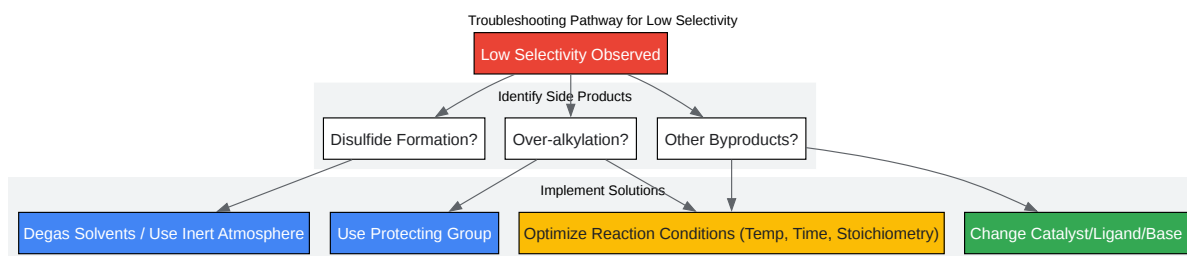 Troubleshooting Pathway for Low Selectivity
Low Selectivity Observed
Identify Side Products
Disulfide Formation?
Over-alkylation?
Other Byproducts?
Implement Solutions
Degas Solvents / Use Inert Atmosphere
Use Protecting Group
Optimize Reaction Conditions (Temp, Time, Stoichiometry)
Change Catalyst/Ligand/Base